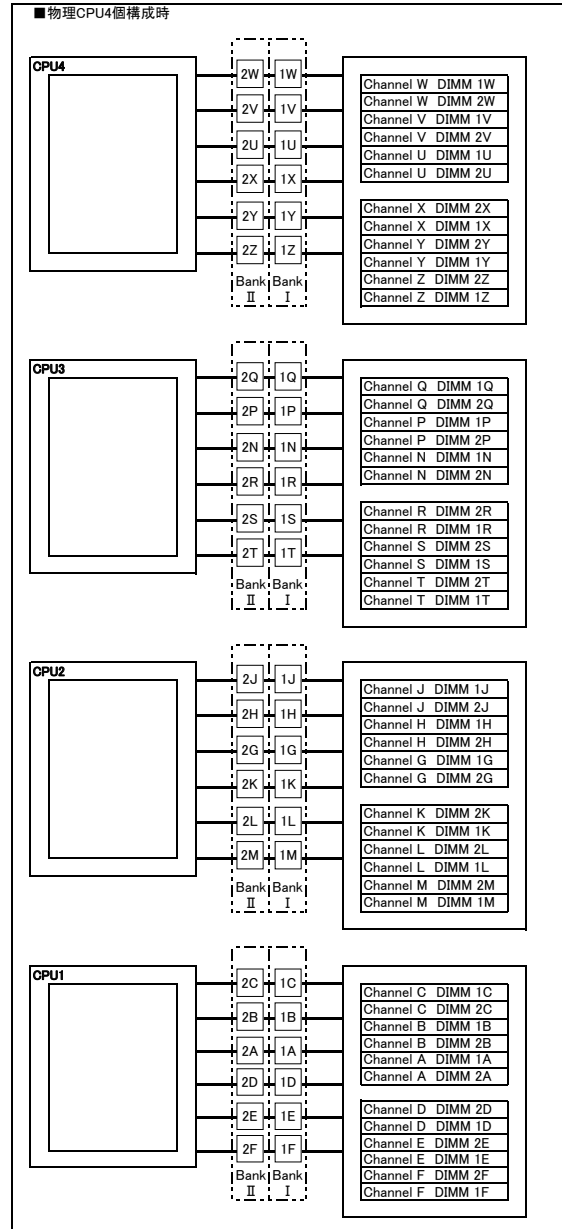 ■物理CPU4個構成時
CPU4
2W 1W
2V 1V
2U 1U
2X 1X
2Y 1Y
2Z 1Z
Bank Bank
Ⅱ Ⅰ
Channel W DIMM 1W
Channel W DIMM 2W
Channel V DIMM 1V
Channel V DIMM 2V
Channel U DIMM 1U
Channel U DIMM 2U
Channel X DIMM 2X
Channel X DIMM 1X
Channel Y DIMM 2Y
Channel Y DIMM 1Y
Channel Z DIMM 2Z
Channel Z DIMM 1Z
CPU3
2Q 1Q
2P 1P
2N 1N
2R 1R
2S 1S
2T 1T
Bank Bank
Ⅱ Ⅰ
Channel Q DIMM 1Q
Channel Q DIMM 2Q
Channel P DIMM 1P
Channel P DIMM 2P
Channel N DIMM 1N
Channel N DIMM 2N
Channel R DIMM 2R
Channel R DIMM 1R
Channel S DIMM 2S
Channel S DIMM 1S
Channel T DIMM 2T
Channel T DIMM 1T
CPU2
2J 1J
2H 1H
2G 1G
2K 1K
2L 1L
2M 1M
Bank Bank
Ⅱ Ⅰ
Channel J DIMM 1J
Channel J DIMM 2J
Channel H DIMM 1H
Channel H DIMM 2H
Channel G DIMM 1G
Channel G DIMM 2G
Channel K DIMM 2K
Channel K DIMM 1K
Channel L DIMM 2L
Channel L DIMM 1L
Channel M DIMM 2M
Channel M DIMM 1M
CPU1
2C 1C
2B 1B
2A 1A
2D 1D
2E 1E
2F 1F
Bank Bank
Ⅱ Ⅰ
Channel C DIMM 1C
Channel C DIMM 2C
Channel B DIMM 1B
Channel B DIMM 2B
Channel A DIMM 1A
Channel A DIMM 2A
Channel D DIMM 2D
Channel D DIMM 1D
Channel E DIMM 2E
Channel E DIMM 1E
Channel F DIMM 2F
Channel F DIMM 1F